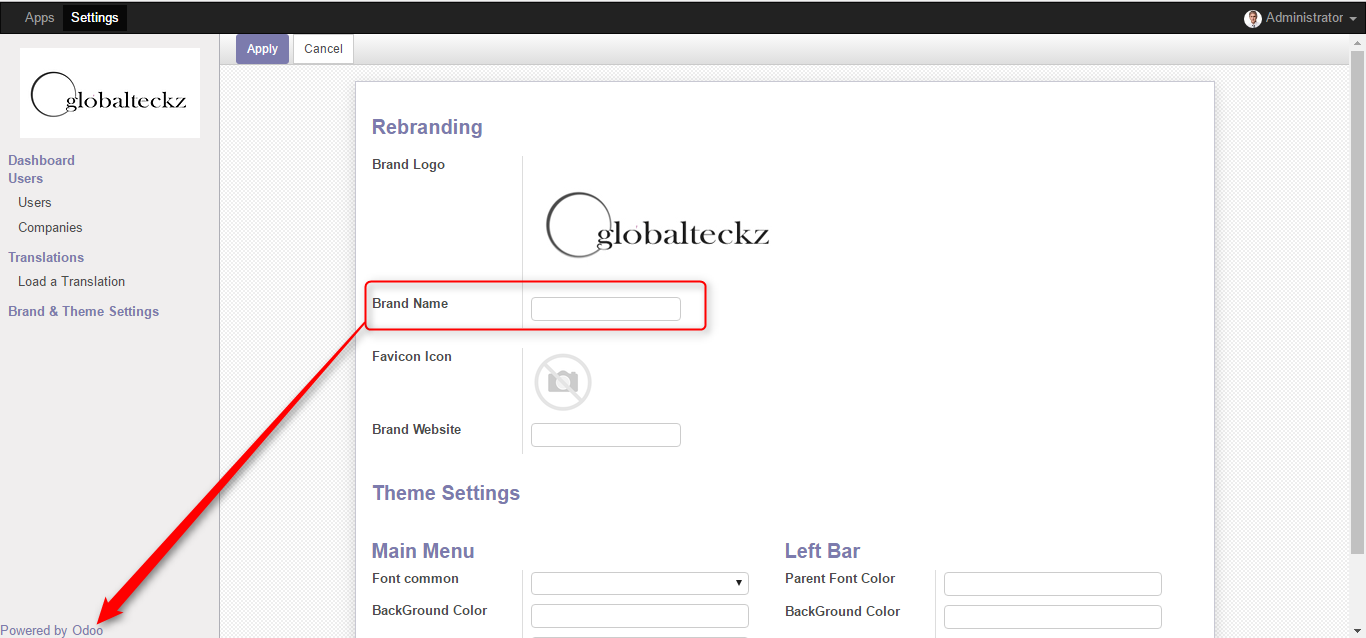 Apps Settings Administrator
Apply Cancel
globalteckz
Dashboard
Users
Users
Companies
Translations
Load a Translation
Brand & Theme Settings
Powered by Odoo
Rebranding
Brand Logo
globalteckz
Brand Name
Favicon Icon
Brand Website
Theme Settings
Main Menu
Font common
BackGround Color
Left Bar
Parent Font Color
BackGround Color